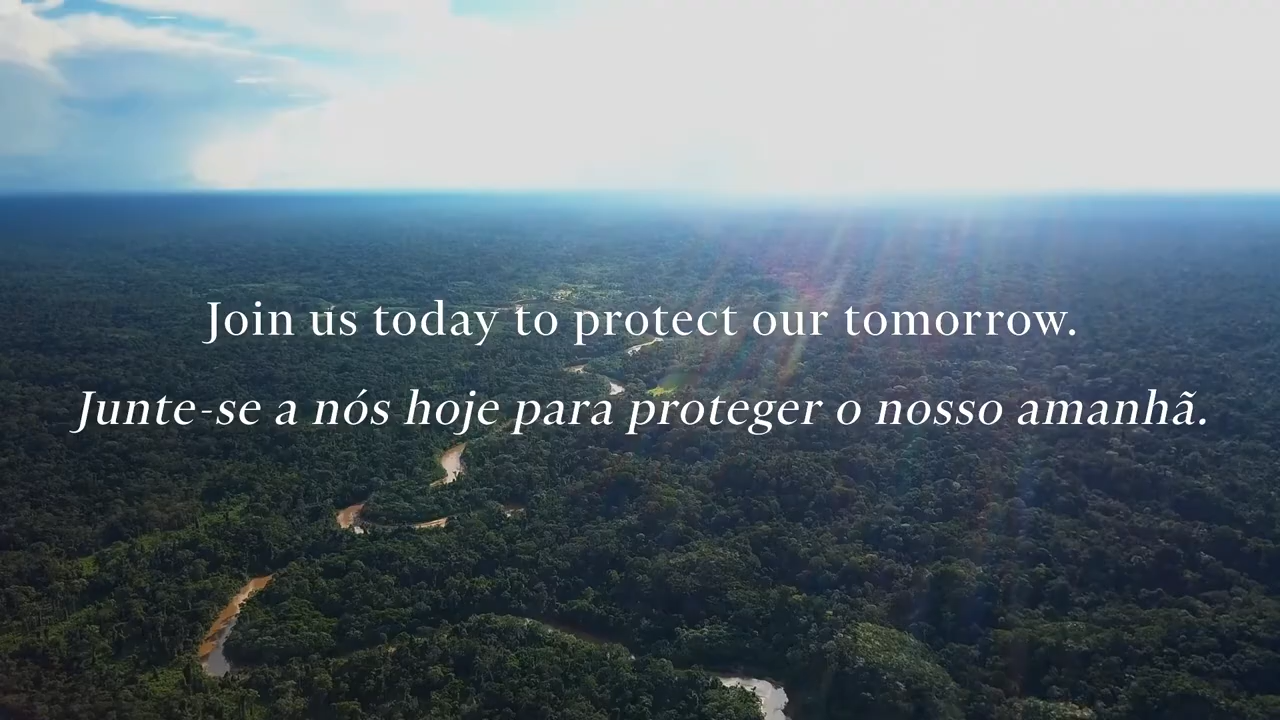 Join us today to protect our tomorrow.
Junte-se a nós hoje para proteger o nosso amanhã.